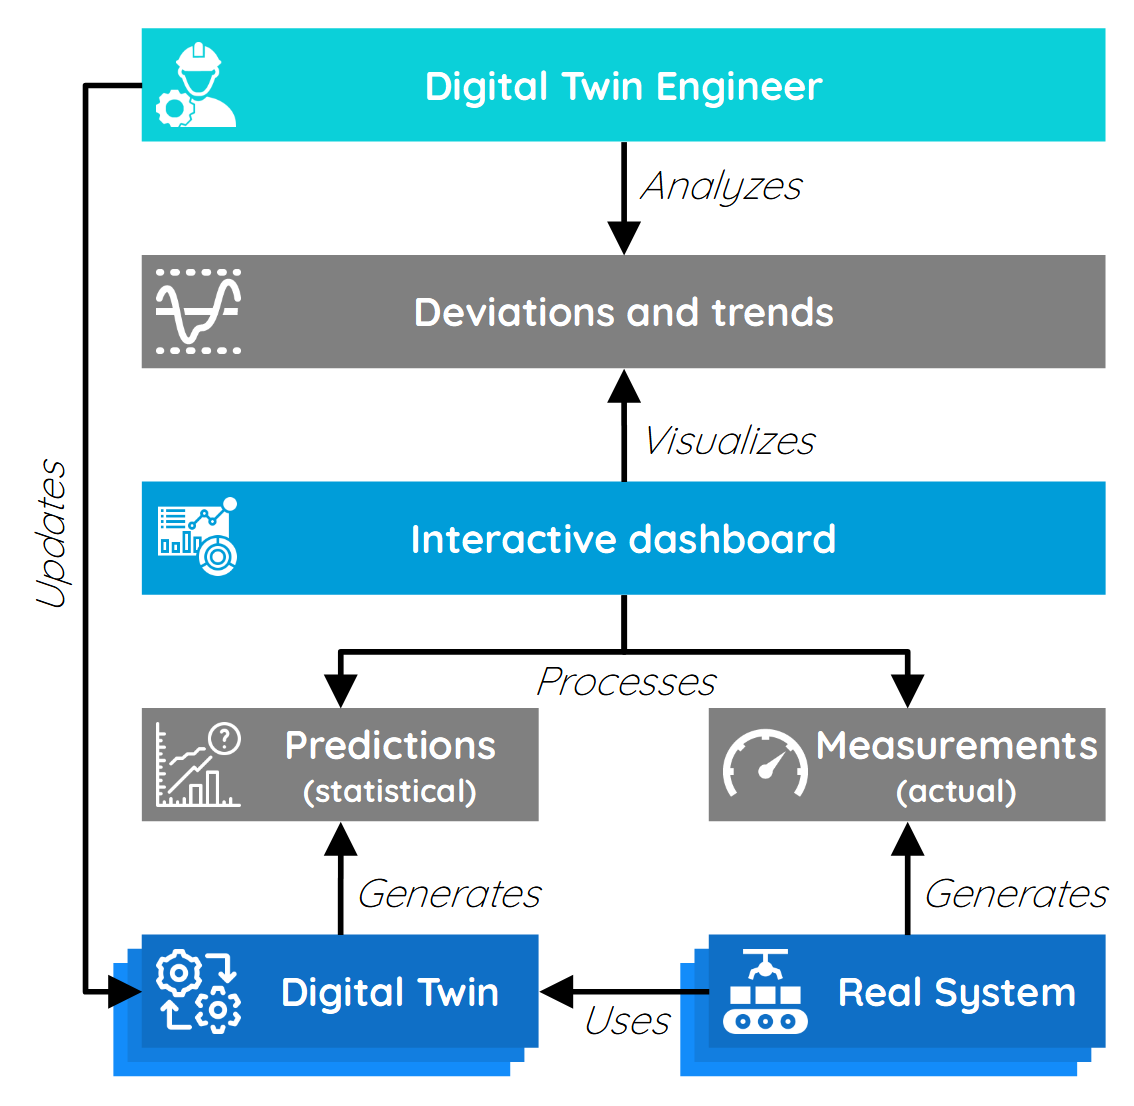 Digital Twin Engineer
Analyzes
Deviations and trends
Visualizes
Updates
Interactive dashboard
Processes
Predictions
(statistical)
?
Measurements
(actual)
Generates
Generates
Digital Twin
Uses
Real System